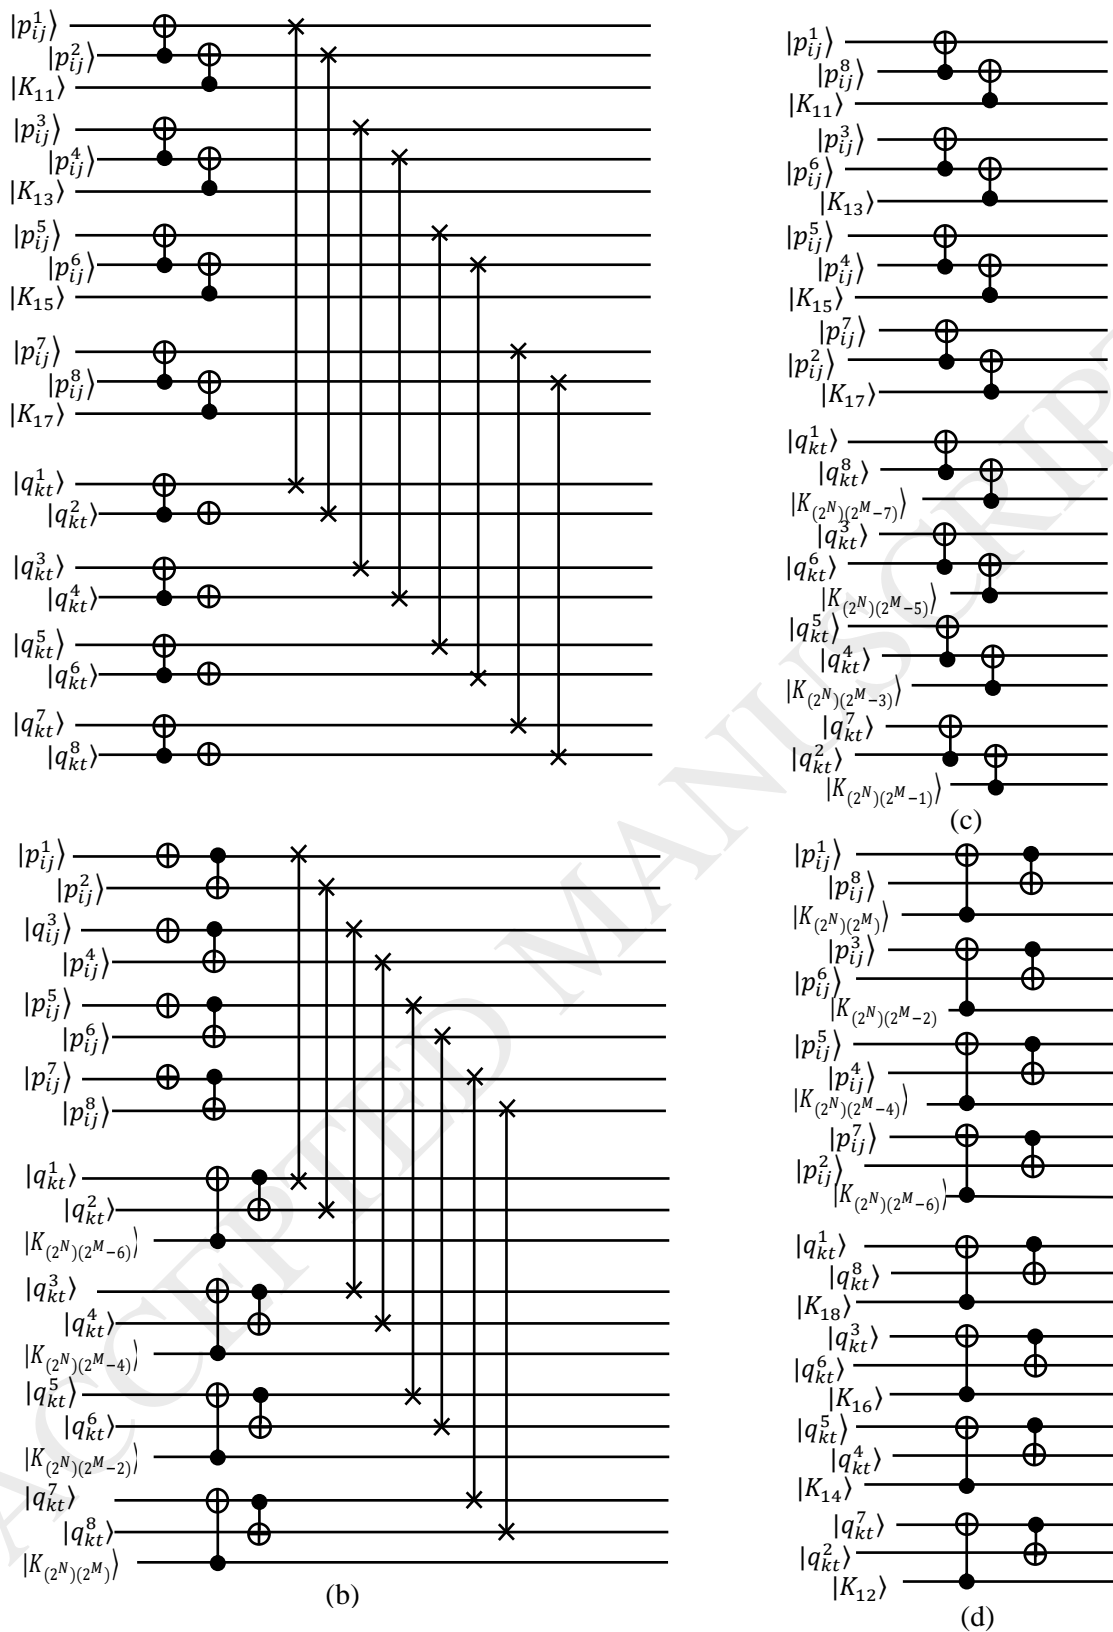 |p_{ij}^1⟩
|p_{ij}^2⟩
|K_{11}⟩
|p_{ij}^3⟩
|p_{ij}^4⟩
|K_{13}⟩
|p_{ij}^5⟩
|p_{ij}^6⟩
|K_{15}⟩
|p_{ij}^7⟩
|p_{ij}^8⟩
|K_{17}⟩
|q_{kt}^1⟩
|q_{kt}^2⟩
|q_{kt}^3⟩
|q_{kt}^4⟩
|q_{kt}^5⟩
|q_{kt}^6⟩
|q_{kt}^7⟩
|q_{kt}^8⟩
|p_{ij}^1⟩
|p_{ij}^8⟩
|K_{11}⟩
|p_{ij}^3⟩
|p_{ij}^6⟩
|K_{13}⟩
|p_{ij}^5⟩
|p_{ij}^4⟩
|K_{15}⟩
|p_{ij}^7⟩
|p_{ij}^2⟩
|K_{17}⟩
|q_{kt}^1⟩
|q_{kt}^8⟩
|K_{(2^N)(2^M-7)}⟩
|q_{kt}^3⟩
|q_{kt}^6⟩
|K_{(2^N)(2^M-5)}⟩
|q_{kt}^5⟩
|q_{kt}^4⟩
|K_{(2^N)(2^M-3)}⟩
|q_{kt}^7⟩
|q_{kt}^2⟩
|K_{(2^N)(2^M-1)}⟩
(c)
|p_{ij}^1⟩
|p_{ij}^2⟩
|q_{ij}^3⟩
|p_{ij}^4⟩
|p_{ij}^5⟩
|p_{ij}^6⟩
|p_{ij}^7⟩
|p_{ij}^8⟩
|q_{kt}^1⟩
|q_{kt}^2⟩
|K_{(2^N)(2^M-6)}⟩
|q_{kt}^3⟩
|q_{kt}^4⟩
|K_{(2^N)(2^M-4)}⟩
|q_{kt}^5⟩
|q_{kt}^6⟩
|K_{(2^N)(2^M-2)}⟩
|q_{kt}^7⟩
|q_{kt}^8⟩
|K_{(2^N)(2^M)}⟩
(b)
|p_{ij}^1⟩
|p_{ij}^8⟩
|K_{(2^N)(2^M)}⟩
|p_{ij}^3⟩
|p_{ij}^6⟩
|K_{(2^N)(2^M-2)}
|p_{ij}^5⟩
|p_{ij}^4⟩
|K_{(2^N)(2^M-4)}⟩
|p_{ij}^7⟩
|p_{ij}^2⟩
|K_{(2^N)(2^M-6)}⟩
|q_{kt}^1⟩
|q_{kt}^8⟩
|K_{18}⟩
|q_{kt}^3⟩
|q_{kt}^6⟩
|K_{16}⟩
|q_{kt}^5⟩
|q_{kt}^4⟩
|K_{14}⟩
|q_{kt}^7⟩
|q_{kt}^2⟩
|K_{12}⟩
(d)
ACCEPTED MANUSCRIPT